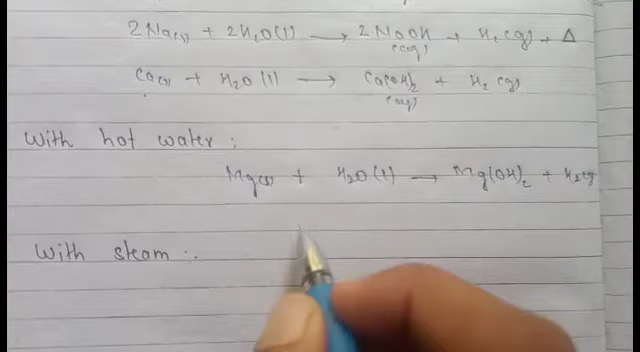 2Na(s) + 2H2O(l) → 2NaOH (aq) + H2(g) + Δ
Ca(s) + H2O(l) → Ca(OH)2 (aq) + H2(g)
With hot water :
Mg(s) + H2O(l) → Mg(OH)2 + H2(g)
With steam :-